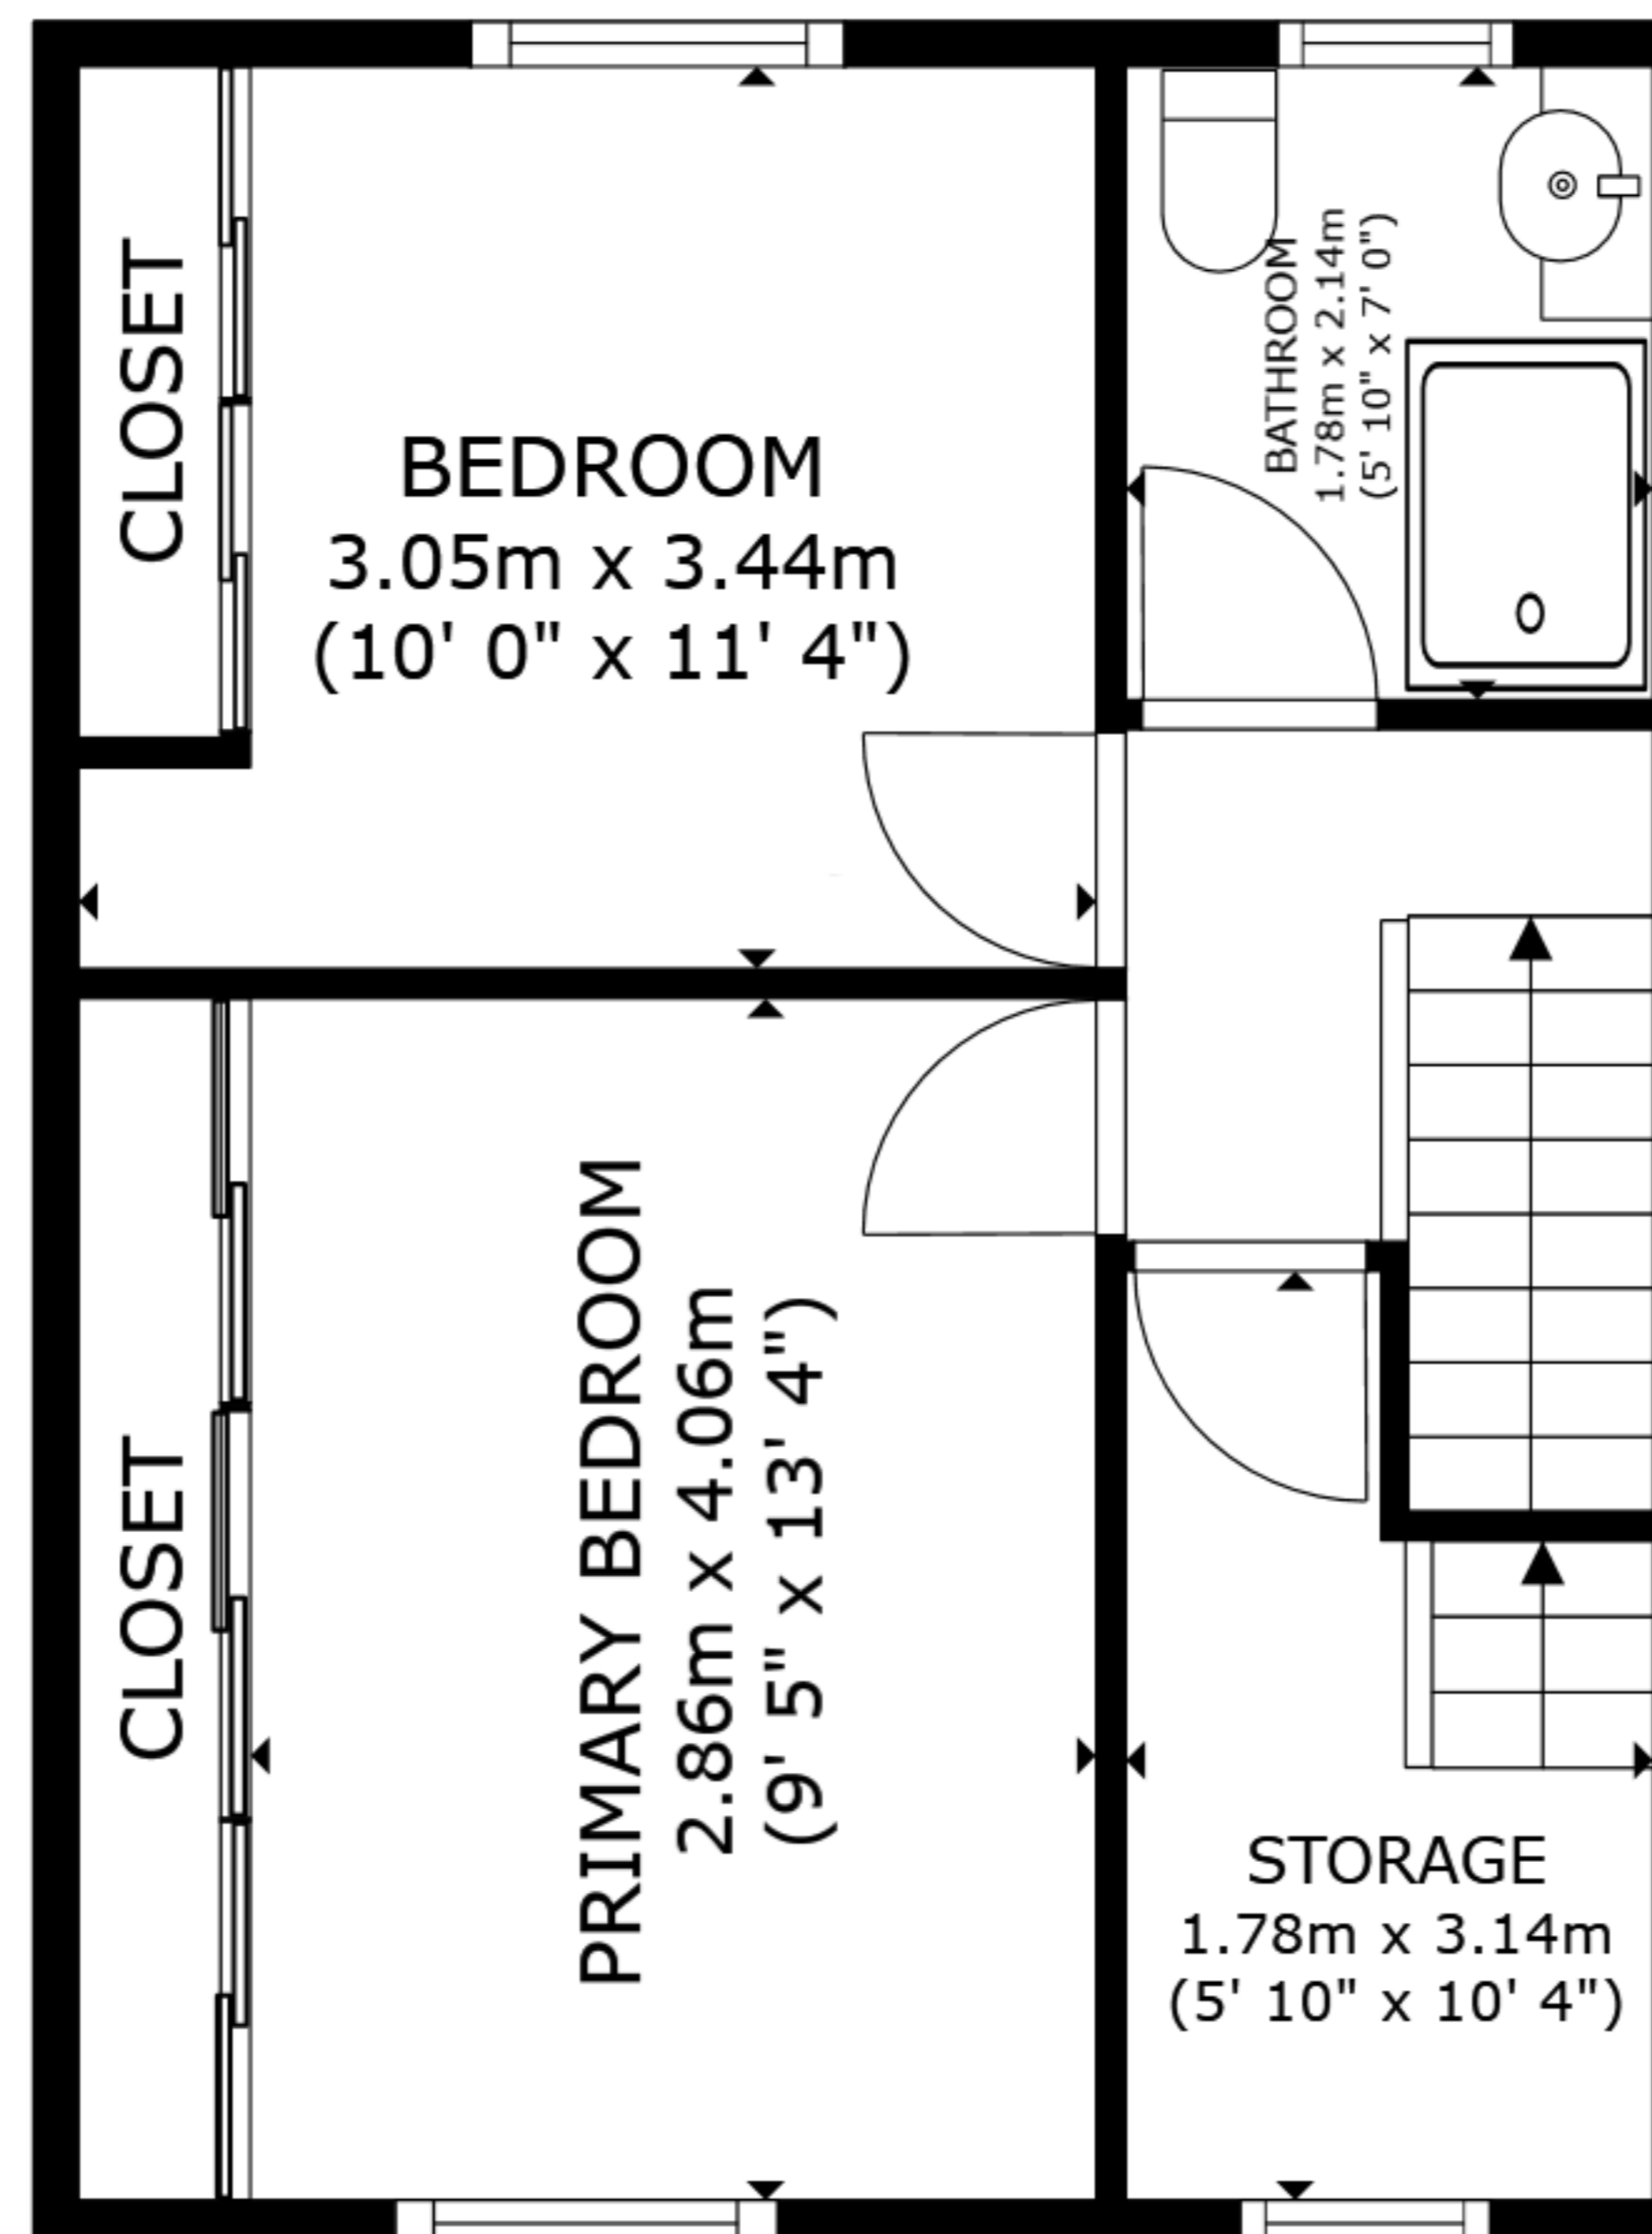 CLOSET
BEDROOM
3.05m x 3.44m
(10' 0" x 11' 4")
BATHROOM
1.78m x 2.14m
(5' 10" x 7' 0")
CLOSET
PRIMARY BEDROOM
2.86m x 4.06m
(9' 5" x 13' 4")
STORAGE
1.78m x 3.14m
(5' 10" x 10' 4")